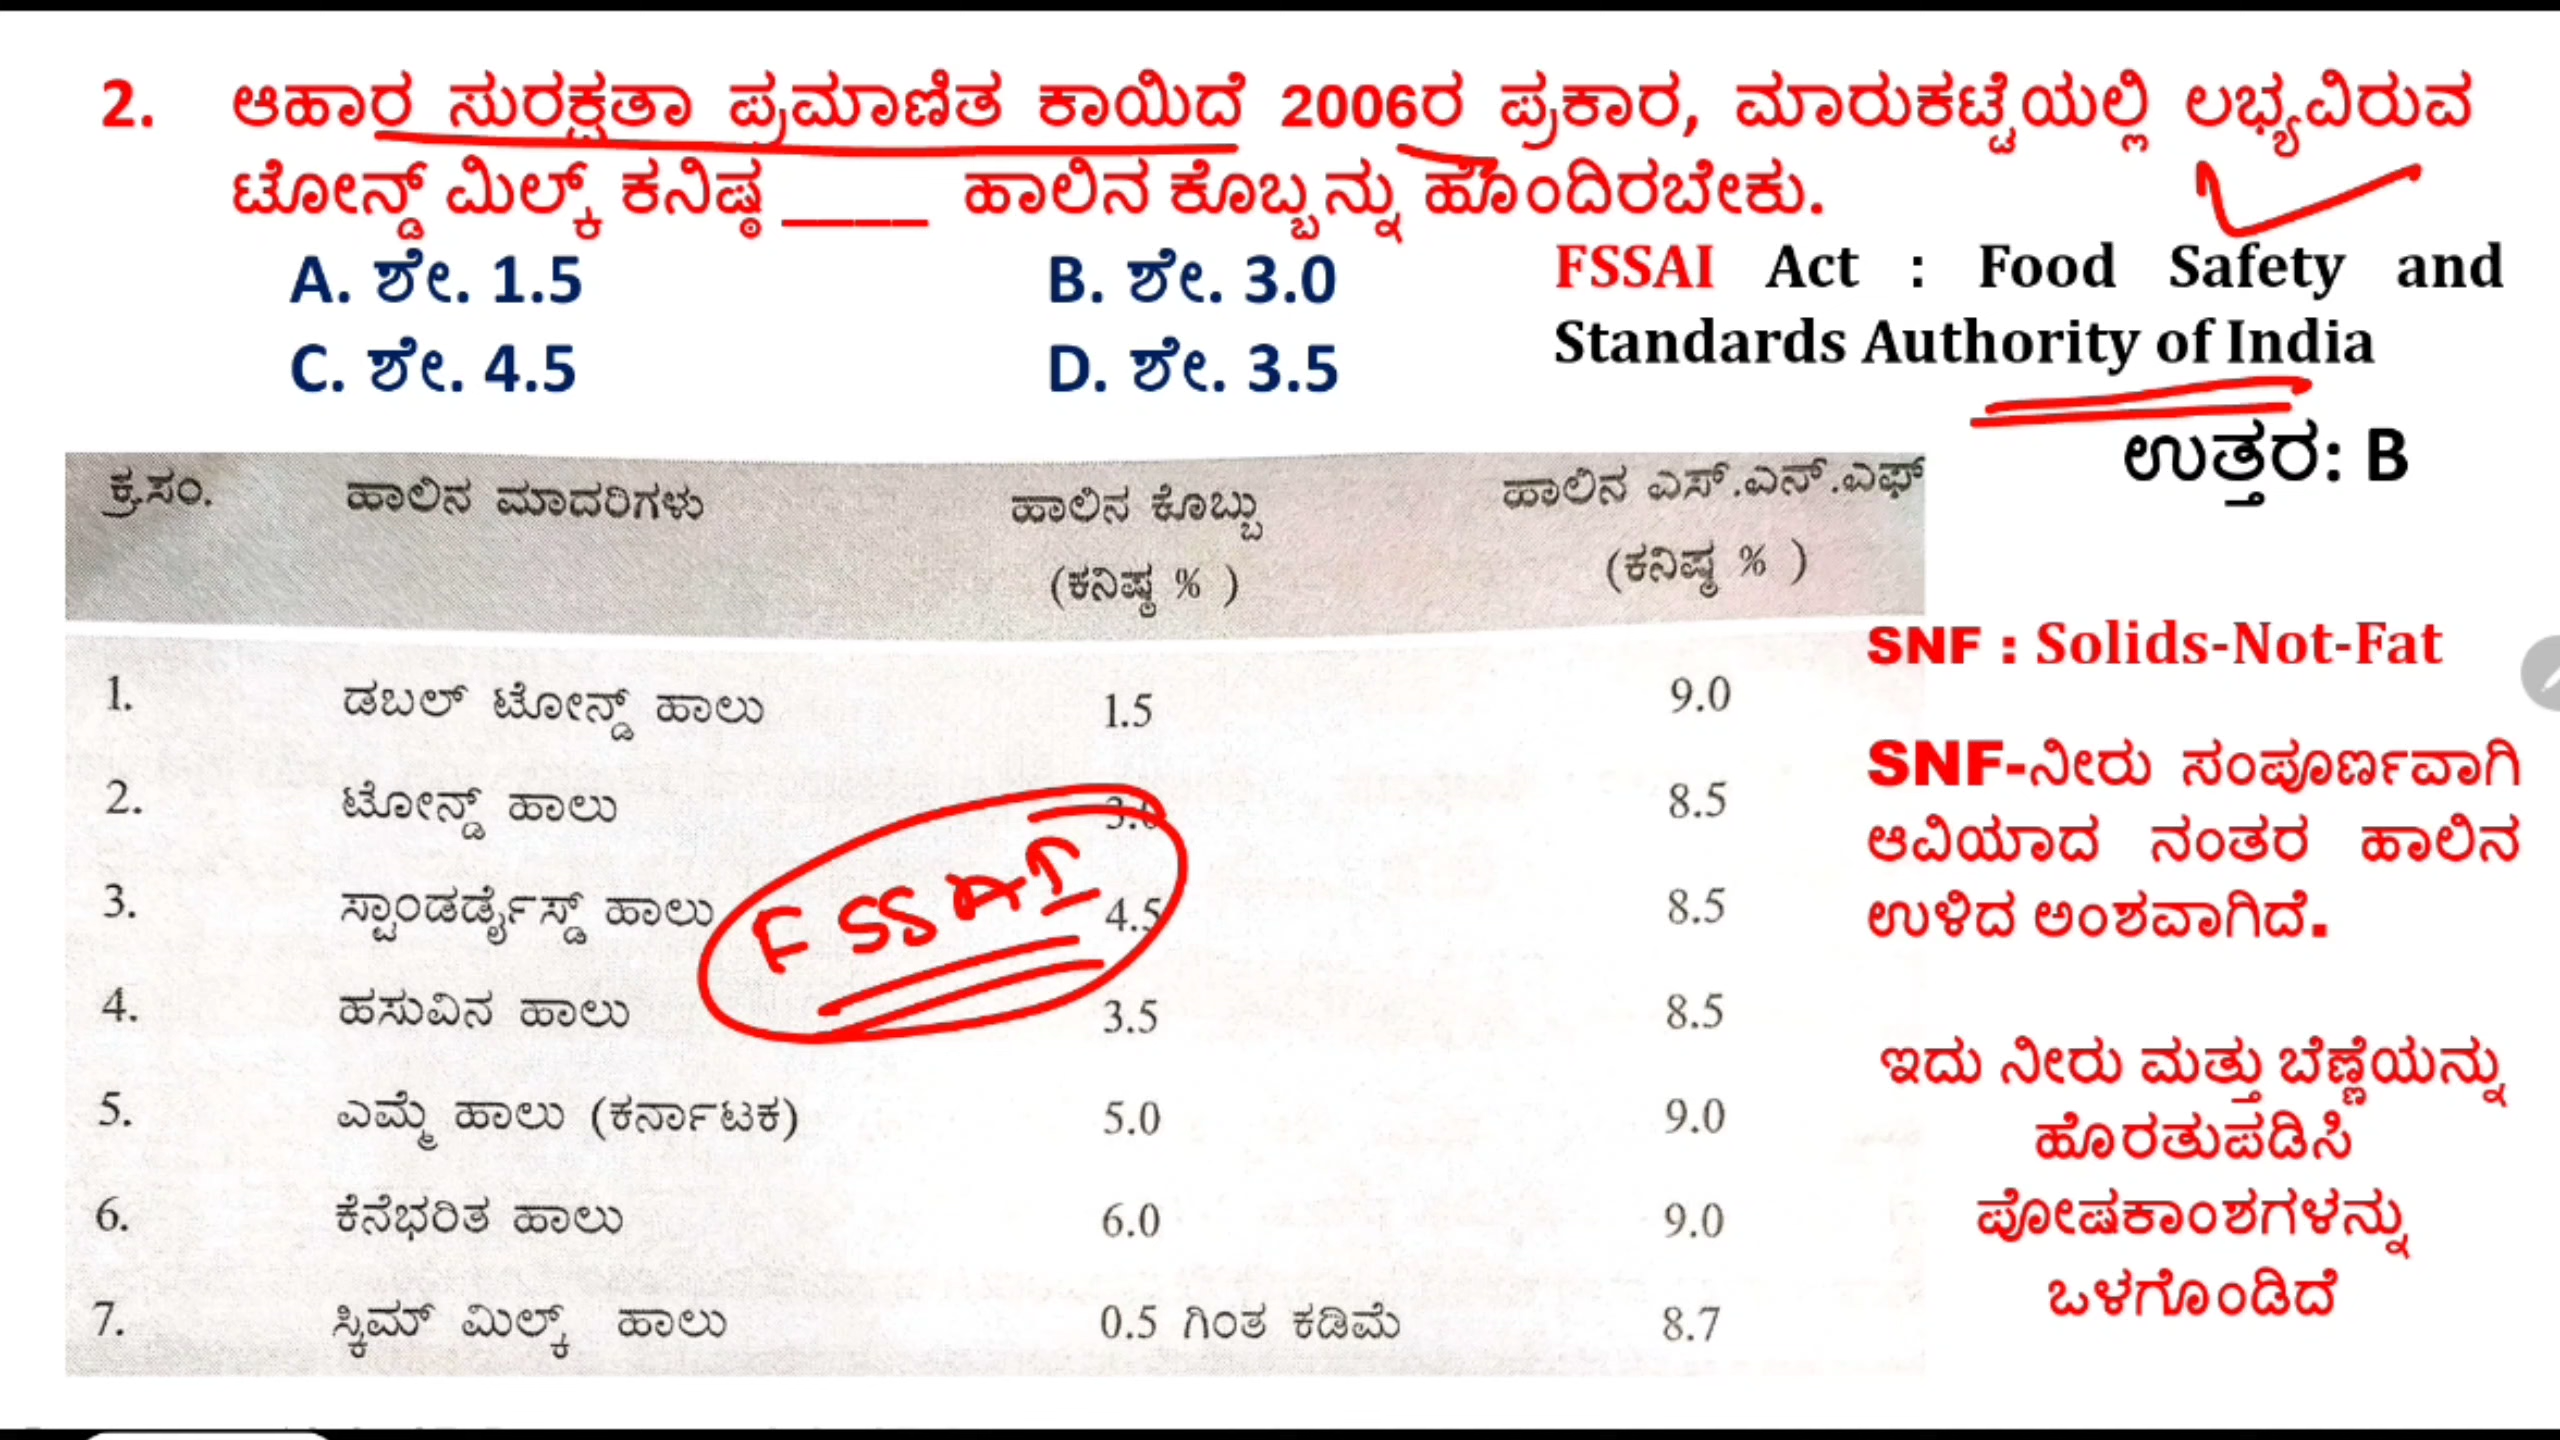 2. ಆಹಾರ ಸುರಕ್ಷತಾ ಪ್ರಮಾಣಿತ ಕಾಯಿದೆ 2006ರ ಪ್ರಕಾರ, ಮಾರುಕಟ್ಟೆಯಲ್ಲಿ ಲಭ್ಯವಿರುವ
ಟೋನ್ಡ್ ಮಿಲ್ಕ್ ಕನಿಷ್ಠ ____ ಹಾಲಿನ ಕೊಬ್ಬನ್ನು ಹೊಂದಿರಬೇಕು.
A. ಶೇ. 1.5 B. ಶೇ. 3.0
C. ಶೇ. 4.5 D. ಶೇ. 3.5
FSSAI Act : Food Safety and
Standards Authority of India
ಉತ್ತರ: B
ಕ್ರ.ಸಂ. ಹಾಲಿನ ಮಾದರಿಗಳು ಹಾಲಿನ ಕೊಬ್ಬು ಹಾಲಿನ ಎಸ್.ಎನ್.ಎಫ್
(ಕನಿಷ್ಠ % ) (ಕನಿಷ್ಠ % )
1. ಡಬಲ್ ಟೋನ್ಡ್ ಹಾಲು 1.5 9.0
2. ಟೋನ್ಡ್ ಹಾಲು 3.0 8.5
3. ಸ್ಟಾಂಡರ್ಡೈಸ್ಡ್ ಹಾಲು 4.5 8.5
4. ಹಸುವಿನ ಹಾಲು 3.5 8.5
5. ಎಮ್ಮೆ ಹಾಲು (ಕರ್ನಾಟಕ) 5.0 9.0
6. ಕೆನೆಭರಿತ ಹಾಲು 6.0 9.0
7. ಸ್ಕಿಮ್ ಮಿಲ್ಕ್ ಹಾಲು 0.5 ಗಿಂತ ಕಡಿಮೆ 8.7
FSSAI
SNF : Solids-Not-Fat
SNF-ನೀರು ಸಂಪೂರ್ಣವಾಗಿ
ಆವಿಯಾದ ನಂತರ ಹಾಲಿನ
ಉಳಿದ ಅಂಶವಾಗಿದೆ.
ಇದು ನೀರು ಮತ್ತು ಬೆಣ್ಣೆಯನ್ನು
ಹೊರತುಪಡಿಸಿ
ಪೋಷಕಾಂಶಗಳನ್ನು
ಒಳಗೊಂಡಿದೆ